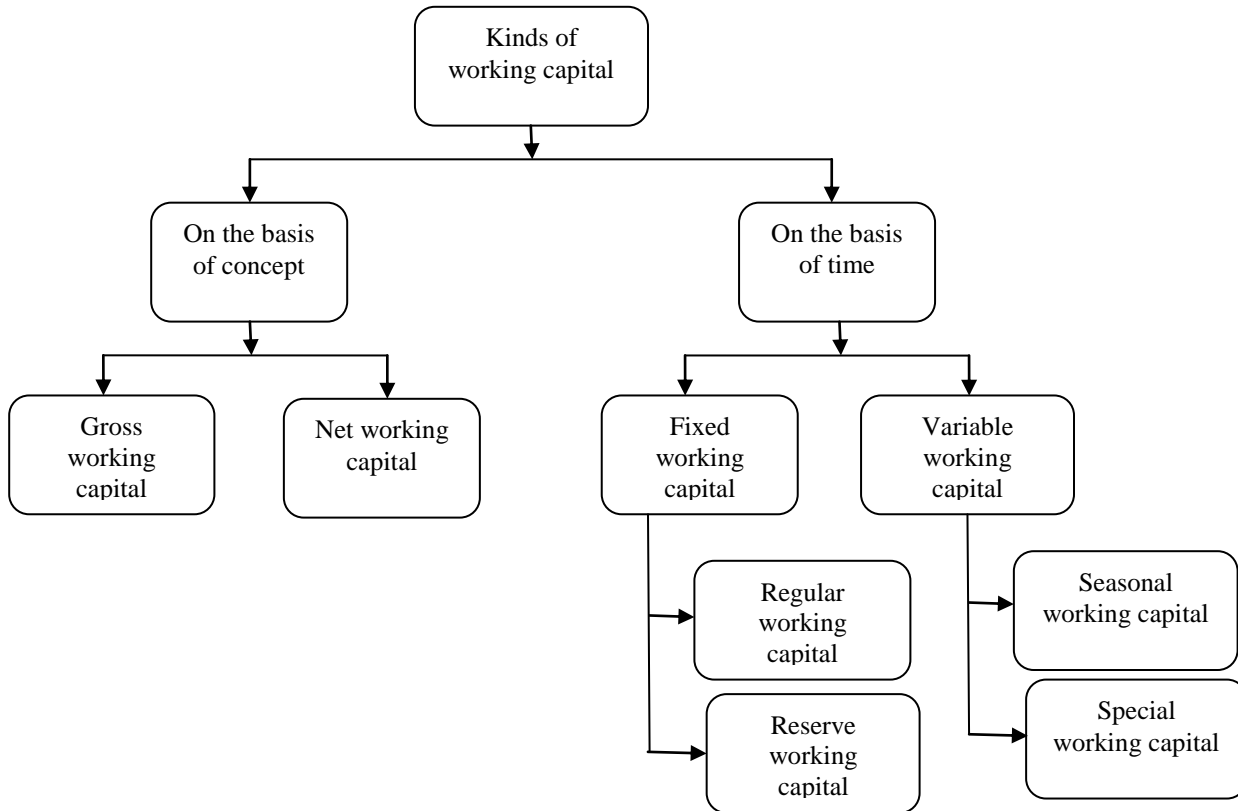 Kinds of
working capital
On the basis
of concept
On the basis
of time
Gross
working
capital
Net working
capital
Fixed
working
capital
Variable
working
capital
Regular
working
capital
Seasonal
working capital
Reserve
working
capital
Special
working capital